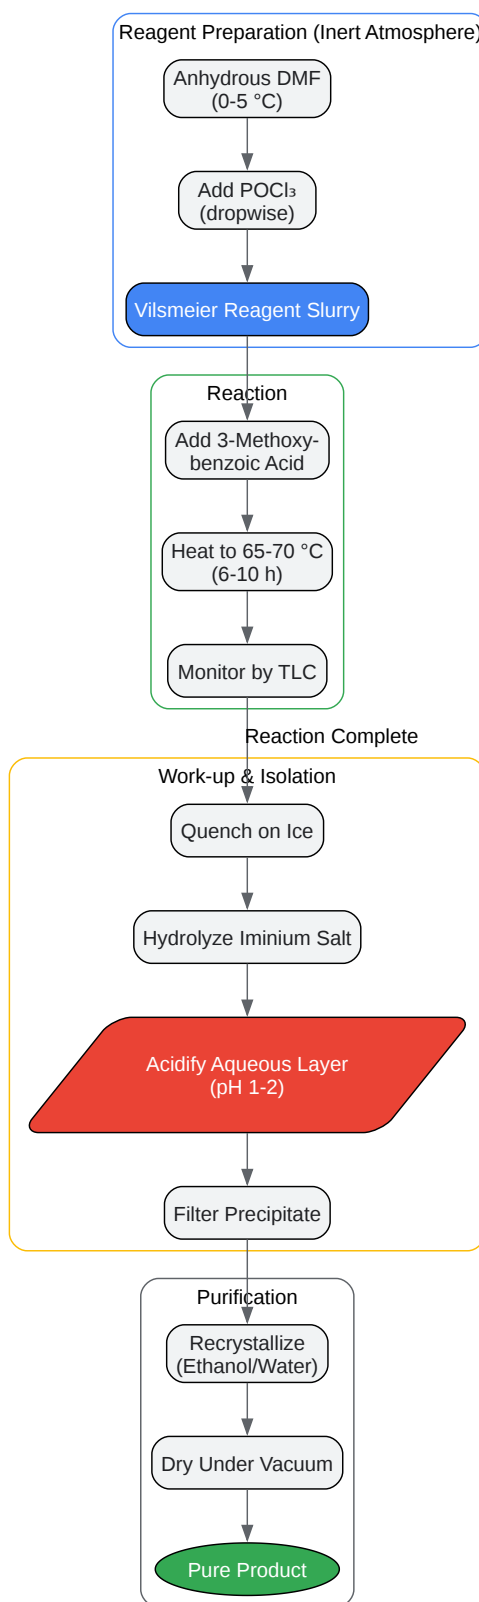 Reagent Preparation (Inert Atmosphere)
Anhydrous DMF
(0-5 °C)
Add POCl₃
(dropwise)
Vilsmeier Reagent Slurry
Reaction
Add 3-Methoxy-
benzoic Acid
Heat to 65-70 °C
(6-10 h)
Monitor by TLC
Reaction Complete
Work-up & Isolation
Quench on Ice
Hydrolyze Iminium Salt
Acidify Aqueous Layer
(pH 1-2)
Filter Precipitate
Purification
Recrystallize
(Ethanol/Water)
Dry Under Vacuum
Pure Product